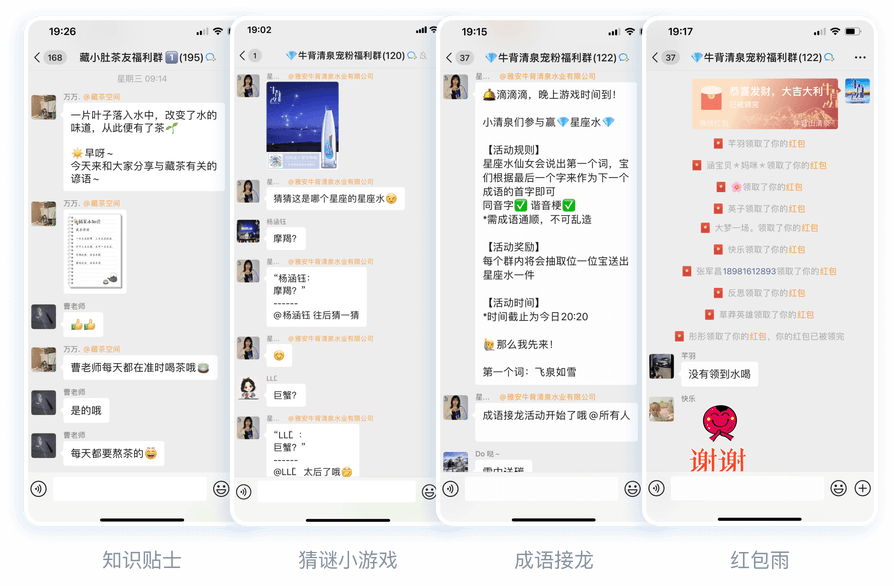 19:26
168
藏小肚茶友福利群1(195)
星期三 09:14
万万. @藏茶空间
一片叶子落入水中，改变了水的
味道，从此便有了茶🌱
☀️早呀~
今天来和大家分享与藏茶有关的
谚语~
万万. @藏茶空间
曹老师
👍👍
万万. @藏茶空间
曹老师每天都在准时喝茶哦🍵
曹老师
是的哦
曹老师
每天都要熬茶的😄
知识贴士
19:02
1
💎牛背清泉宠粉福利群(120)
星... @雅安牛背清泉水业有限公司
星... @雅安牛背清泉水业有限公司
猜猜这是哪个星座的星座水😉
杨涵钰
摩羯？
星... @雅安牛背清泉水业有限公司
“杨涵钰：
摩羯？”
------
@杨涵钰 往后猜一猜
星... @雅安牛背清泉水业有限公司
😊
巨蟹？
星... @雅安牛背清泉水业有限公司
巨蟹？”
------
太后了哦😊
猜谜小游戏
19:15
37
💎牛背清泉宠粉福利群(122)
星... @雅安牛背清泉水业有限公司
🛎️滴滴滴，晚上游戏时间到！
小清泉们参与赢💎星座水💎
【活动规则】
星座水仙女会说出第一个词，宝
们根据最后一个字来作为下一个
成语的首字即可
同音字✅ 谐音梗✅
*需成语通顺，不可乱造
【活动奖励】
每个群内将会抽取位一位宝送出
星座水一件
【活动时间】
*时间截止为今日20:20
🙋那么我先来！
第一个词：飞泉如雪
星... @雅安牛背清泉水业有限公司
成语接龙活动开始了哦 @所有人
Do 哒~
雪中送碳
成语接龙
19:17
37
💎牛背清泉宠粉福利群(122)
恭喜发财，大吉大利
已被领完
微信红包
芊羽领取了你的红包
涵宝贝＊妈咪＊领取了你的红包
🌸领取了你的红包
英子领取了你的红包
大梦一场。领取了你的红包
快乐领取了你的红包
张军昌18981612893领取了你的红包
反思领取了你的红包
草莽英雄领取了你的红包
彤彤领取了你的红包，你的红包已被领完
芊羽
没有领到水喝
快乐
谢谢
红包雨